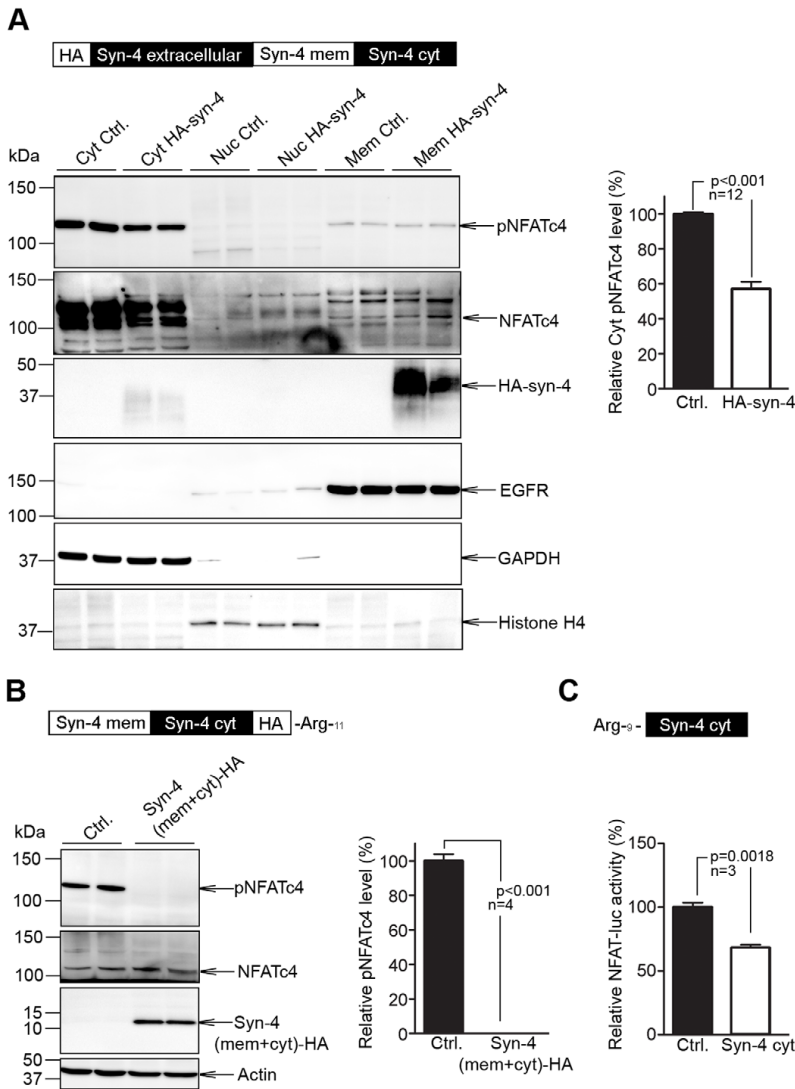 A
HA Syn-4 extracellular Syn-4 mem Syn-4 cyt
kDa
Cyt Ctrl.
Cyt HA-syn-4
Nuc Ctrl.
Nuc HA-syn-4
Mem Ctrl.
Mem HA-syn-4
150
100
pNFATc4
150
100
NFATc4
50
37
HA-syn-4
150
100
EGFR
37
GAPDH
37
Histone H4
Relative Cyt pNFATc4 level (%)
100
80
60
40
20
0
p<0.001
n=12
Ctrl. HA-syn-4
B
Syn-4 mem Syn-4 cyt HA -Arg-11
kDa
Ctrl.
Syn-4
(mem+cyt)-HA
150
100
pNFATc4
150
100
NFATc4
15
10
Syn-4
(mem+cyt)-HA
50
37
Actin
Relative pNFATc4 level (%)
100
80
60
40
20
0
p<0.001
n=4
Ctrl. Syn-4
(mem+cyt)-HA
C
Arg-9- Syn-4 cyt
Relative NFAT-luc activity (%)
150
100
50
0
p=0.0018
n=3
Ctrl. Syn-4 cyt